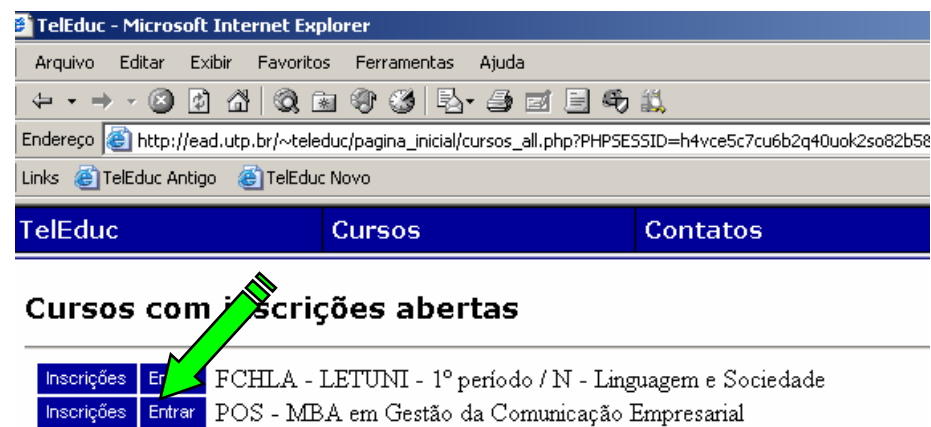 TelEduc - Microsoft Internet Explorer
Arquivo Editar Exibir Favoritos Ferramentas Ajuda
Endereço http://ead.utp.br/~teleduc/pagina_inicial/cursos_all.php?PHPSESSID=h4vce5c7cu6b2q40uok2so82b58
Links TelEduc Antigo TelEduc Novo
TelEduc Cursos Contatos
Cursos com inscrições abertas
Inscrições FCHLA - LETUNI - 1º período / N - Linguagem e Sociedade
Inscrições Entrar POS - MBA em Gestão da Comunicação Empresarial